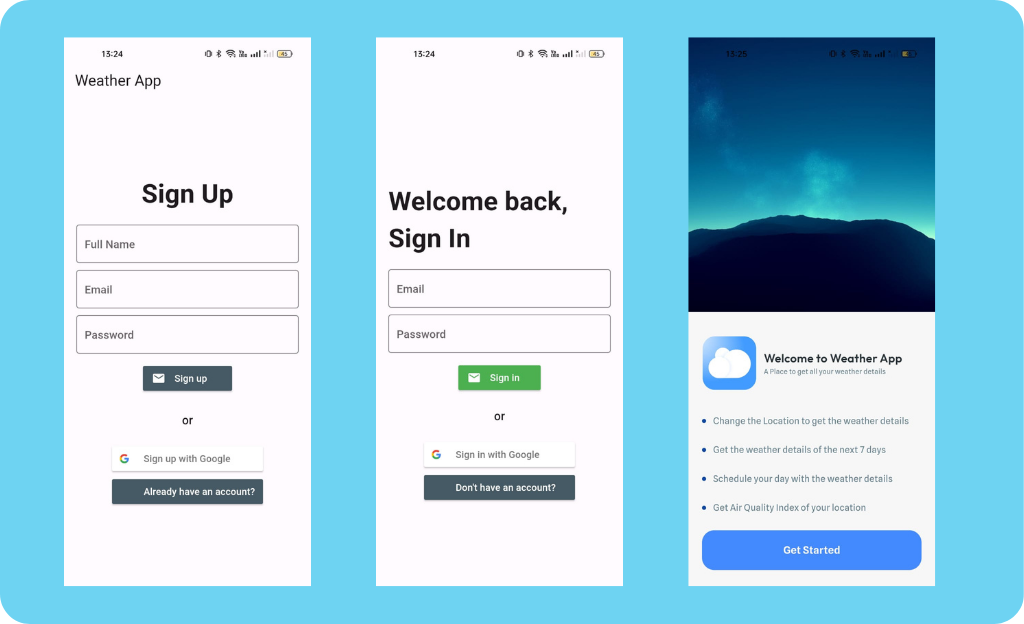 13:24
45
Weather App
Sign Up
Full Name
Email
Password
Sign up
or
Sign up with Google
Already have an account?
13:24
45
Welcome back,
Sign In
Email
Password
Sign in
or
Sign in with Google
Don't have an account?
13:25
Welcome to Weather App
A Place to get all your weather details
Change the Location to get the weather details
Get the weather details of the next 7 days
Schedule your day with the weather details
Get Air Quality Index of your location
Get Started